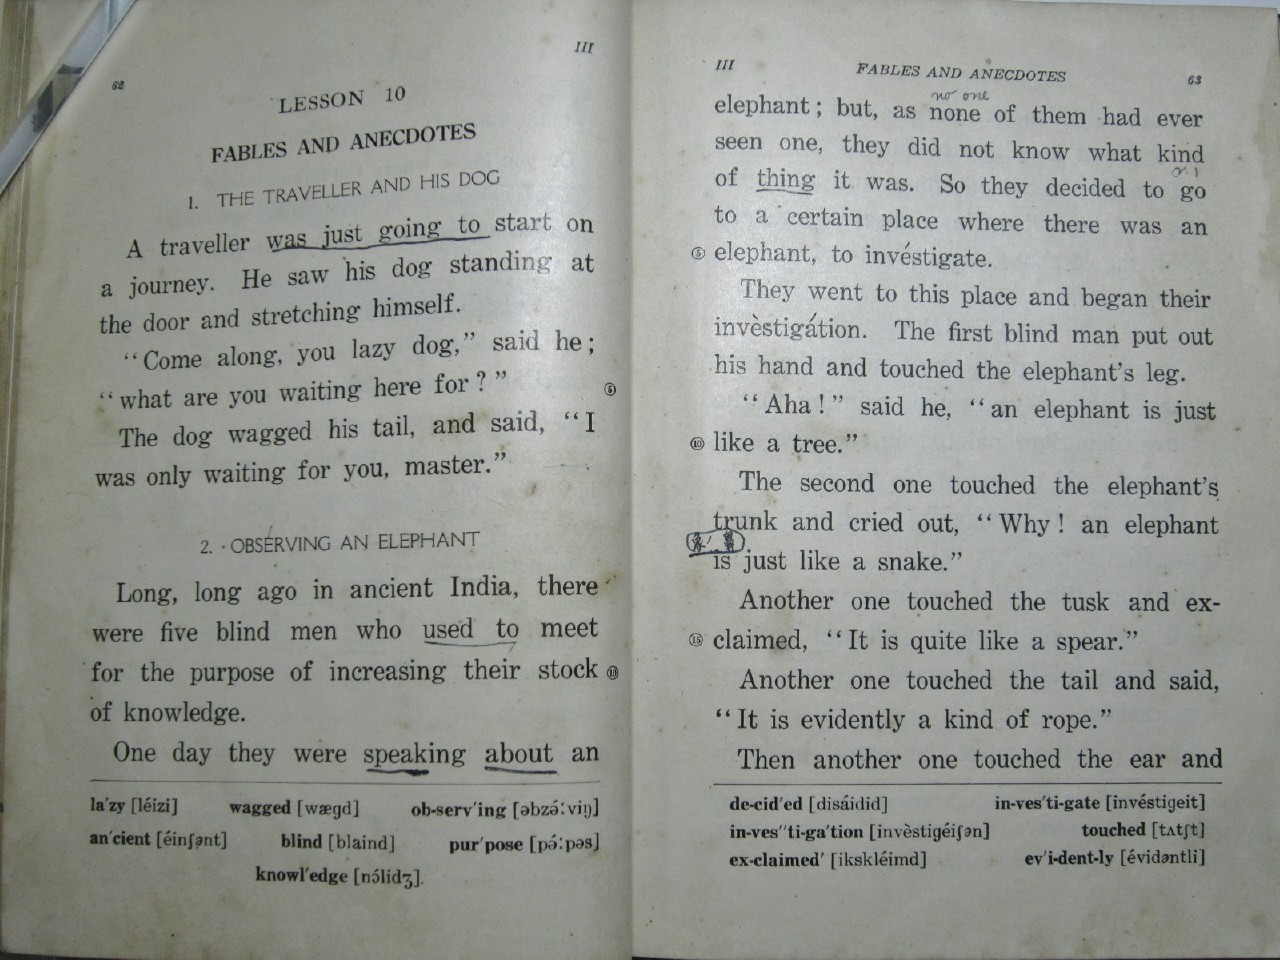 III
62
LESSON 10
FABLES AND ANECDOTES
1. THE TRAVELLER AND HIS DOG
A traveller was just going to start on
a journey. He saw his dog standing at
the door and stretching himself.
“Come along, you lazy dog,” said he;
“what are you waiting here for?” ⑤
The dog wagged his tail, and said, “I
was only waiting for you, master.”
2. OBSERVING AN ELEPHANT
Long, long ago in ancient India, there
were five blind men who used to meet
for the purpose of increasing their stock ⑩
of knowledge.
One day they were speaking about an
la'zy [léizi] wagged [wægd] ob-serv'ing [əbzə́ːviŋ]
an'cient [éinʃənt] blind [blaind] pur'pose [pə́ːpəs]
knowl'edge [nɔ́lidʒ].
III FABLES AND ANECDOTES 63
no one
elephant; but, as none of them had ever
seen one, they did not know what kind
of thing it was. So they decided to go
to a certain place where there was an
⑤ elephant, to invéstigate.
They went to this place and began their
invèstigátion. The first blind man put out
his hand and touched the elephant's leg.
“Aha!” said he, “an elephant is just
⑩ like a tree.”
The second one touched the elephant's
trunk and cried out, “Why! an elephant
is just like a snake.”
Another one touched the tusk and ex-
⑮ claimed, “It is quite like a spear.”
Another one touched the tail and said,
“It is evidently a kind of rope.”
Then another one touched the ear and
de-cid'ed [disáidid] in-ves'ti-gate [invéstigeit]
in-ves''ti-ga'tion [invèstigéiʃən] touched [tʌtʃt]
ex-claimed' [ikskléimd] ev'i-dent-ly [évidəntli]